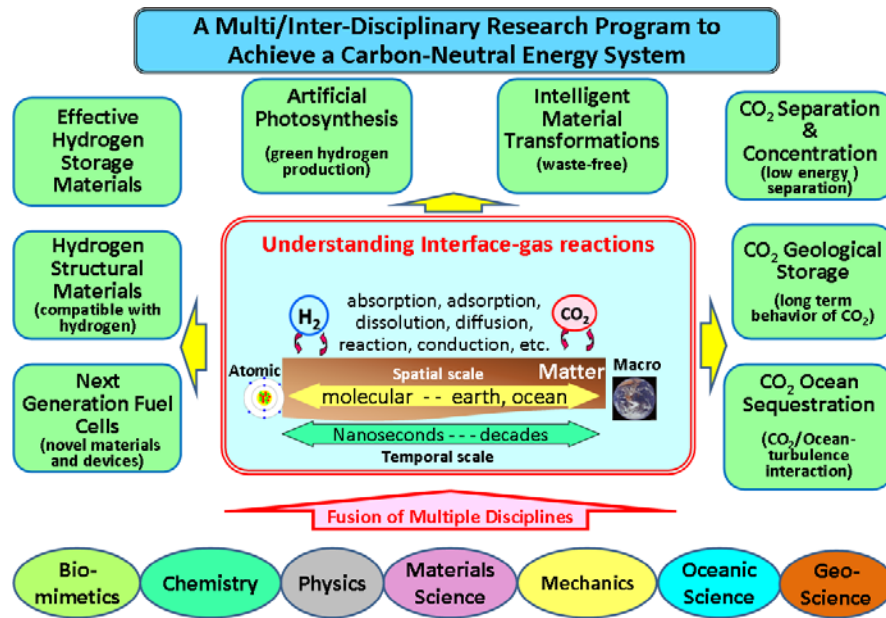 A Multi/Inter-Disciplinary Research Program to
Achieve a Carbon-Neutral Energy System
Effective
Hydrogen
Storage
Materials
Artificial
Photosynthesis
(green hydrogen
production)
Intelligent
Material
Transformations
(waste-free)
CO₂ Separation
&
Concentration
(low energy )
separation)
Hydrogen
Structural
Materials
(compatible with
hydrogen)
Next
Generation Fuel
Cells
(novel materials
and devices)
Understanding Interface-gas reactions
H₂
absorption, adsorption,
dissolution, diffusion,
reaction, conduction, etc.
CO₂
Atomic
Spatial scale
Matter
Macro
molecular - - earth, ocean
Nanoseconds - - - decades
Temporal scale
CO₂ Geological
Storage
(long term
behavior of CO₂)
CO₂ Ocean
Sequestration
(CO₂/Ocean-
turbulence
interaction)
Fusion of Multiple Disciplines
Bio-
mimetics
Chemistry
Physics
Materials
Science
Mechanics
Oceanic
Science
Geo-
Science